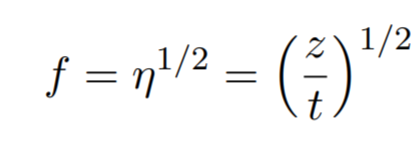 f = η^{1/2} = (z/t)^{1/2}